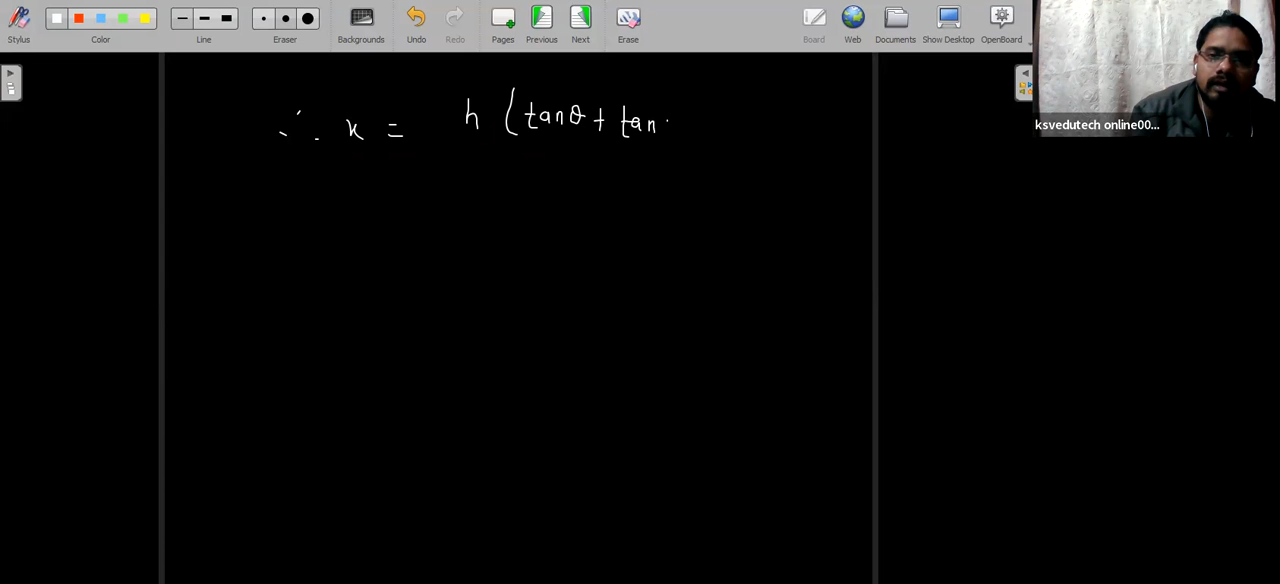 Stylus Color Line Eraser Backgrounds Undo Redo Pages Previous Next Erase Board Web Documents Show Desktop OpenBoard
ksvedutech online00...
∴ x = h (tanθ + tan